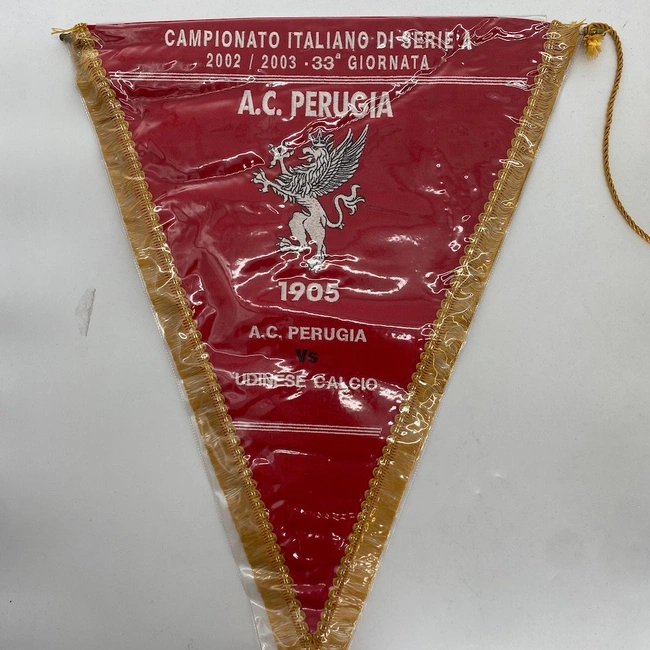 CAMPIONATO ITALIANO DI SERIE A
2002 / 2003 - 33ª GIORNATA
A.C. PERUGIA
1905
A.C. PERUGIA
Vs
UDINESE CALCIO